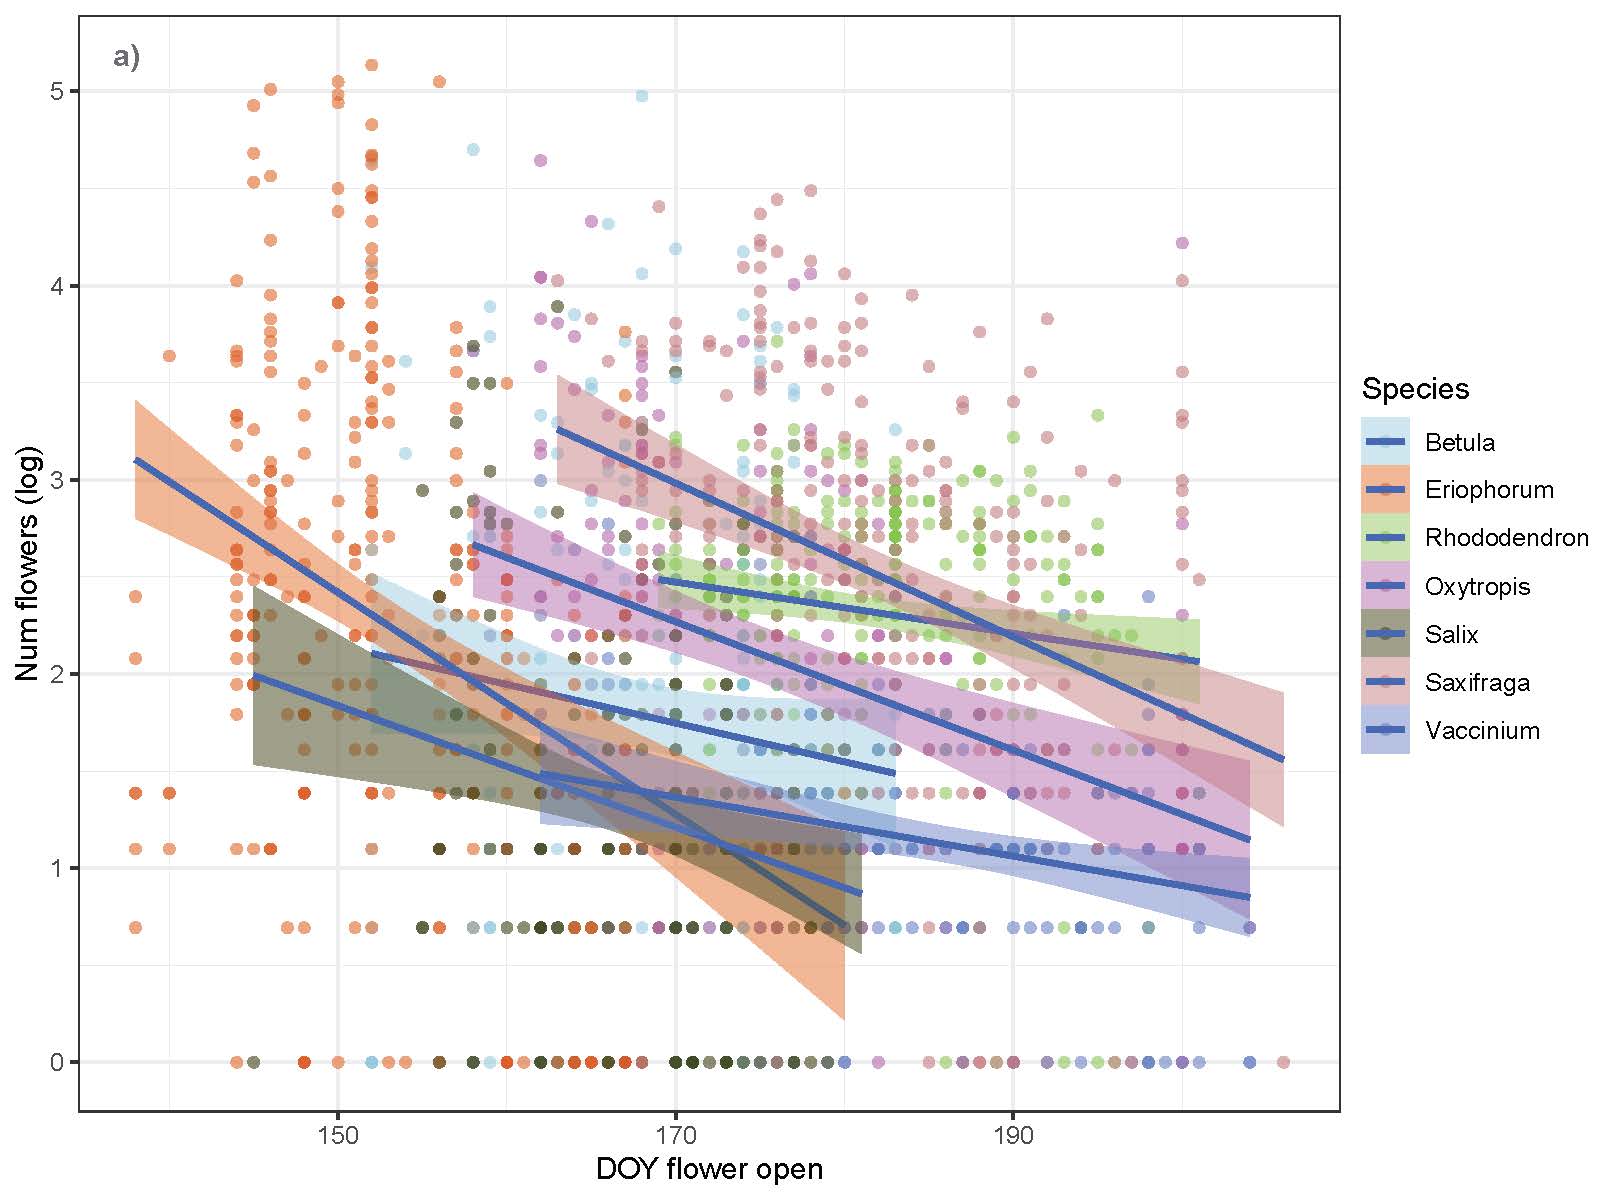 a)
5
4
3
2
1
0
Num flowers (log)
150 170 190
DOY flower open
Species
Betula
Eriophorum
Rhododendron
Oxytropis
Salix
Saxifraga
Vaccinium